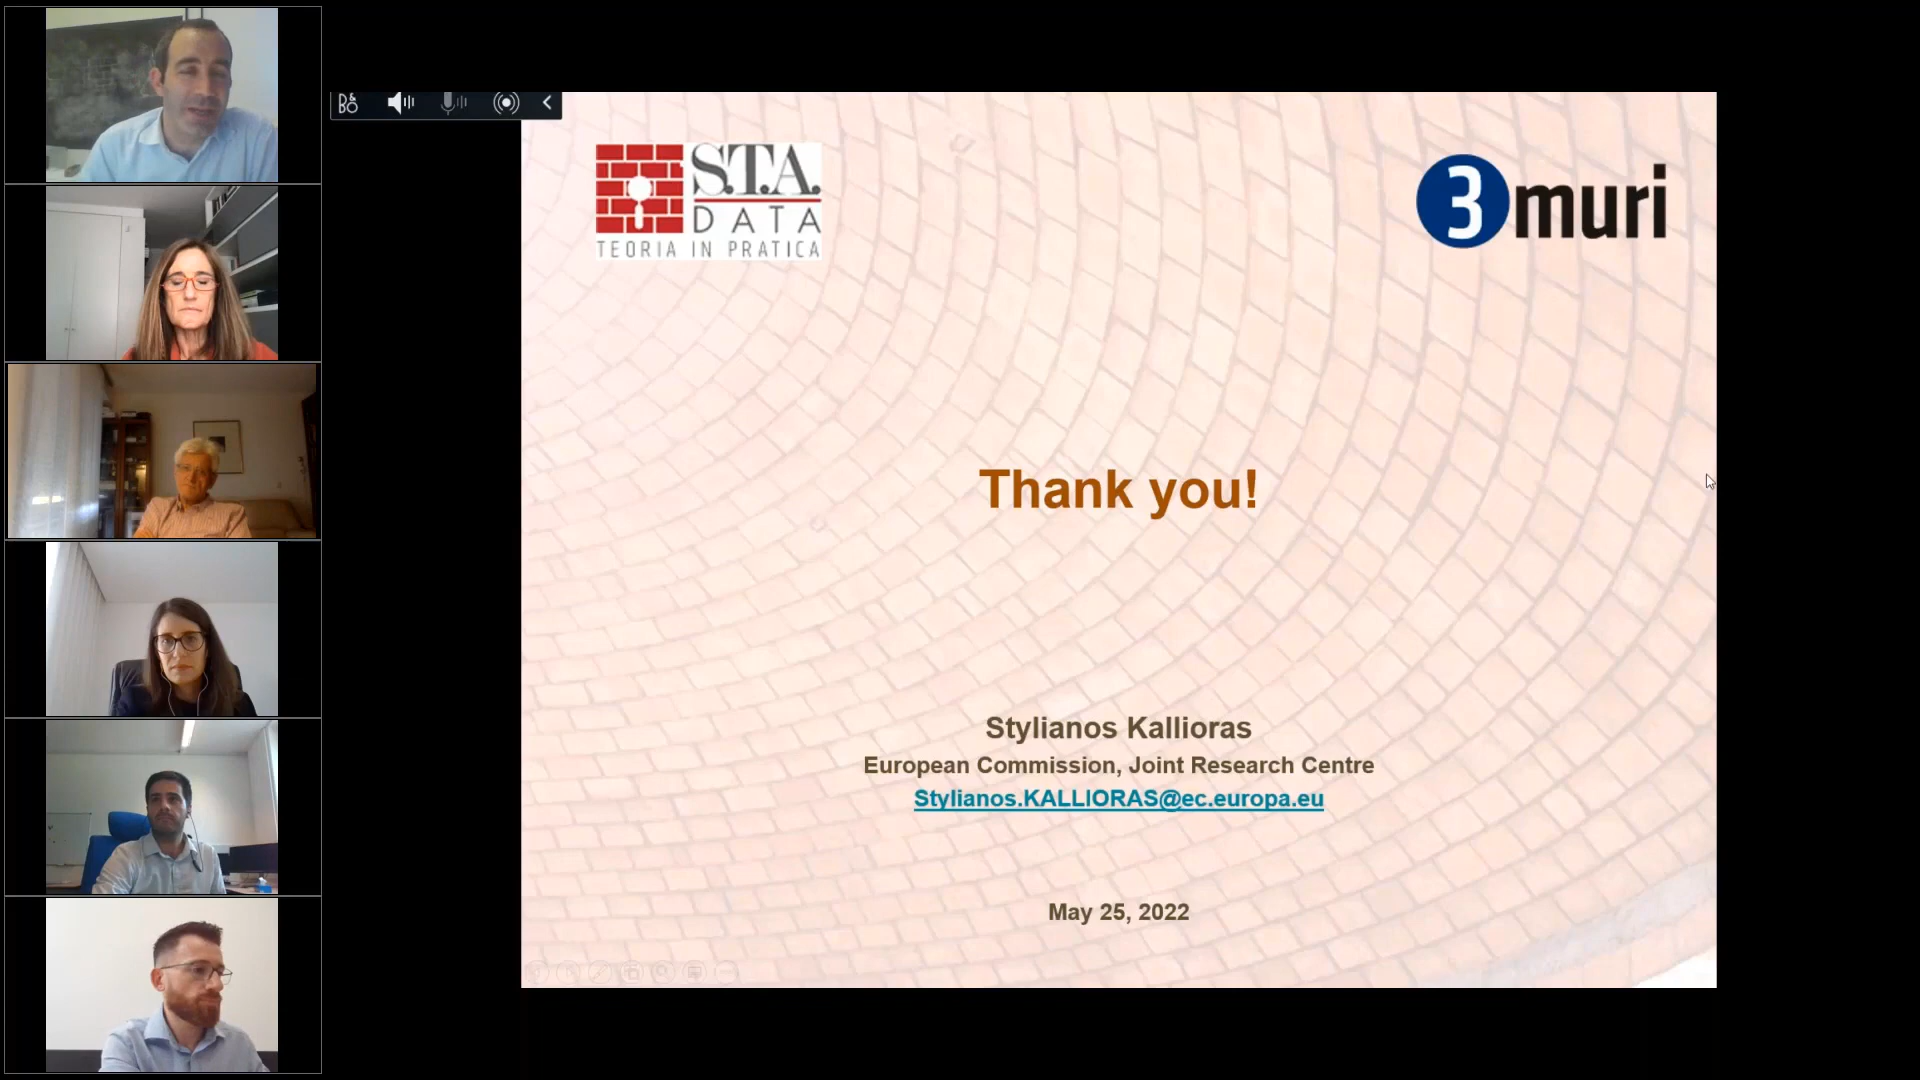 B&
BO
S.T.A.
DATA
TEORIA IN PRATICA
3muri
Thank you!
Stylianos Kallioras
European Commission, Joint Research Centre
Stylianos.KALLIORAS@ec.europa.eu
May 25, 2022